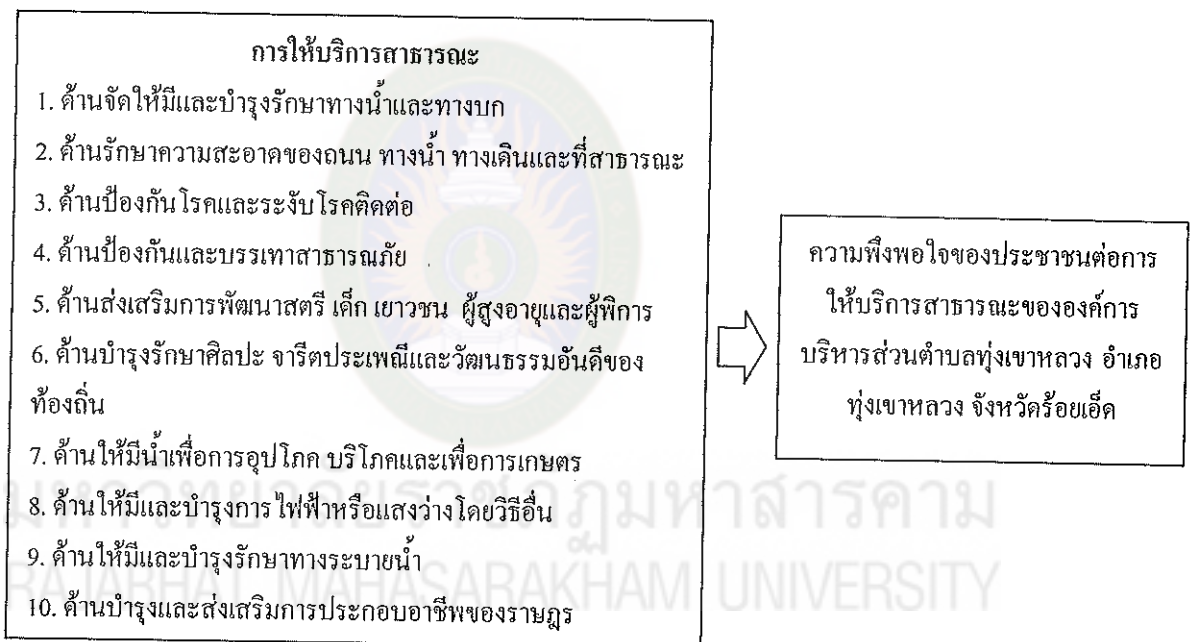 การให้บริการสาธารณะ
1. ด้านจัดให้มีและบำรุงรักษาทางน้ำและทางบก
2. ด้านรักษาความสะอาดของถนน ทางน้ำ ทางเดินและที่สาธารณะ
3. ด้านป้องกันโรคและระงับโรคติดต่อ
4. ด้านป้องกันและบรรเทาสาธารณภัย
5. ด้านส่งเสริมการพัฒนาสตรี เด็ก เยาวชน ผู้สูงอายุและผู้พิการ
6. ด้านบำรุงรักษาศิลปะ จารีตประเพณีและวัฒนธรรมอันดีของ
ท้องถิ่น
7. ด้านให้มีน้ำเพื่อการอุปโภค บริโภคและเพื่อการเกษตร
8. ด้านให้มีและบำรุงการไฟฟ้าหรือแสงว่างโดยวิธีอื่น
9. ด้านให้มีและบำรุงรักษาทางระบายน้ำ
10. ด้านบำรุงและส่งเสริมการประกอบอาชีพของราษฎร
ความพึงพอใจของประชาชนต่อการ
ให้บริการสาธารณะขององค์การ
บริหารส่วนตำบลทุ่งเขาหลวง อำเภอ
ทุ่งเขาหลวง จังหวัดร้อยเอ็ด
มหาวิทยาลัยราชภัฏมหาสารคาม
RAJABHAT MAHASARAKHAM UNIVERSITY